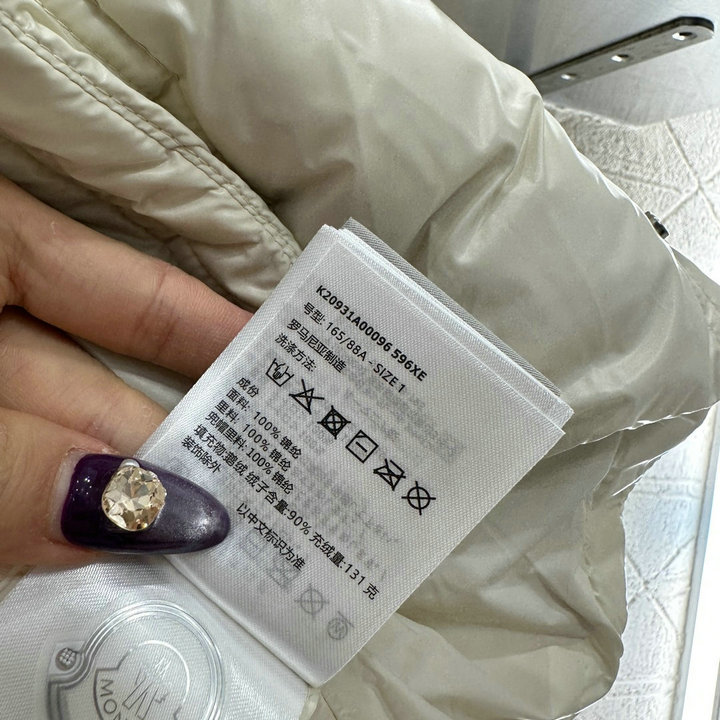 K20931A00096 596XE
号型: 165/88A - SIZE 1
罗马尼亚制造
洗涤方法:
成份
面料: 100% 锦纶
里料: 100% 锦纶
兜帽里料:100% 锦纶
填充物:鹅绒 绒子含量:90% 充绒量:131 克
装饰除外
以中文标识为准
MON